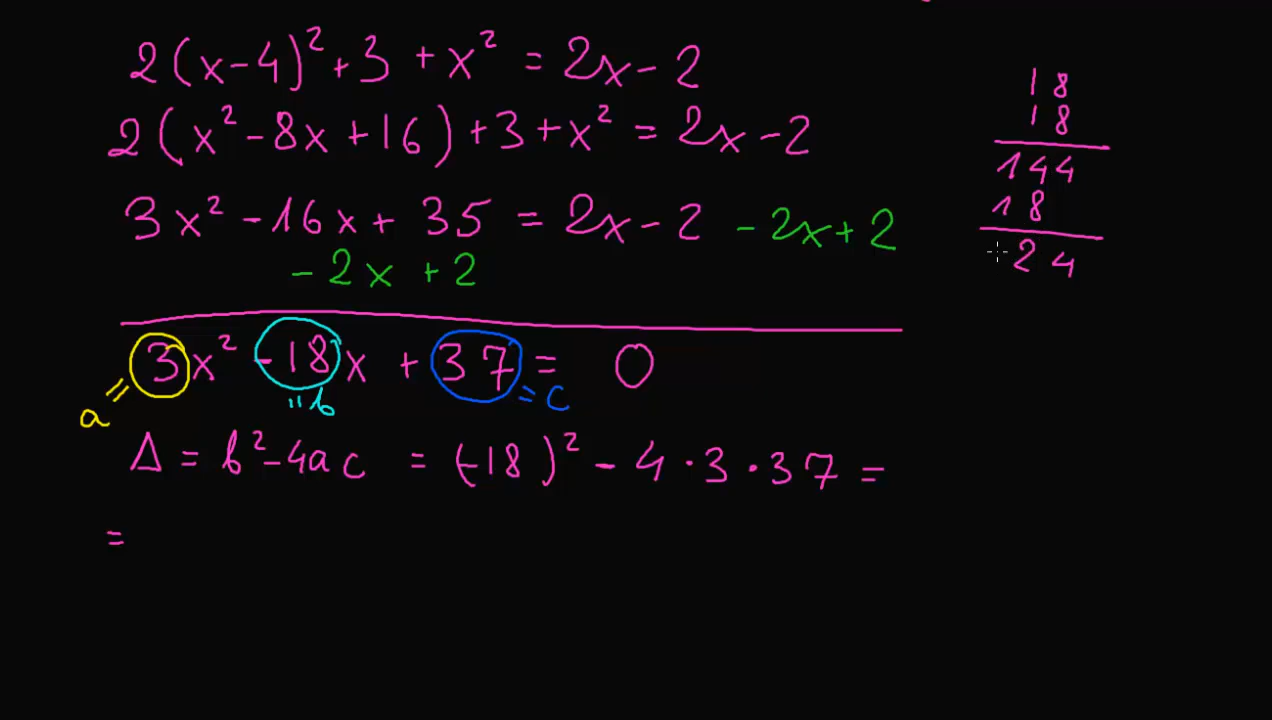 2(x-4)² + 3 + x² = 2x - 2
2(x² - 8x + 16) + 3 + x² = 2x - 2
3x² - 16x + 35 = 2x - 2 - 2x + 2
- 2x + 2
3x² - 18x + 37 = 0
a =
" b
= c
Δ = b² - 4ac = (-18)² - 4 · 3 · 37 =
=
18
18
144
18
24